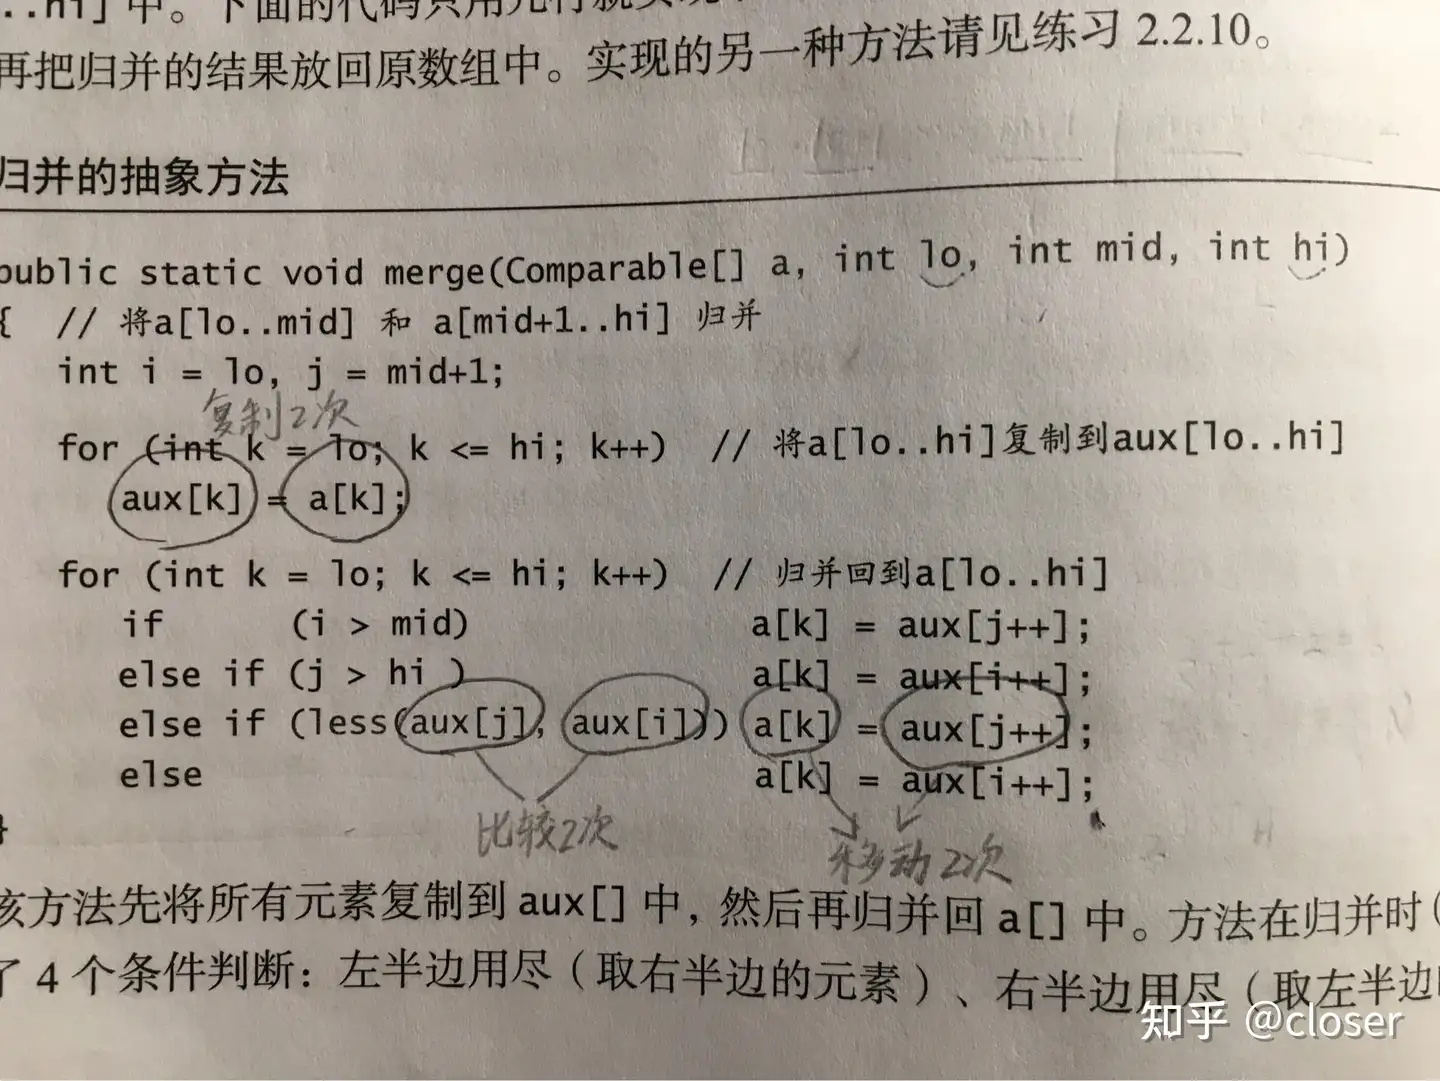 ..hi] 中。下面的代码只用几行就实现
再把归并的结果放回原数组中。实现的另一种方法请见练习 2.2.10。
归并的抽象方法
public static void merge(Comparable[] a, int lo, int mid, int hi)
{ // 将a[lo..mid] 和 a[mid+1..hi] 归并
int i = lo, j = mid+1;
复制2次
for (int k = lo; k <= hi; k++) // 将a[lo..hi]复制到aux[lo..hi]
aux[k] = a[k];
for (int k = lo; k <= hi; k++) // 归并回到a[lo..hi]
if (i > mid) a[k] = aux[j++];
else if (j > hi ) a[k] = aux[i++];
else if (less(aux[j], aux[i])) a[k] = aux[j++];
else a[k] = aux[i++];
比较2次 移动2次
}
该方法先将所有元素复制到 aux[] 中，然后再归并回 a[] 中。方法在归并时(
了 4 个条件判断：左半边用尽（取右半边的元素）、右半边用尽（取左半边
知乎 @closer